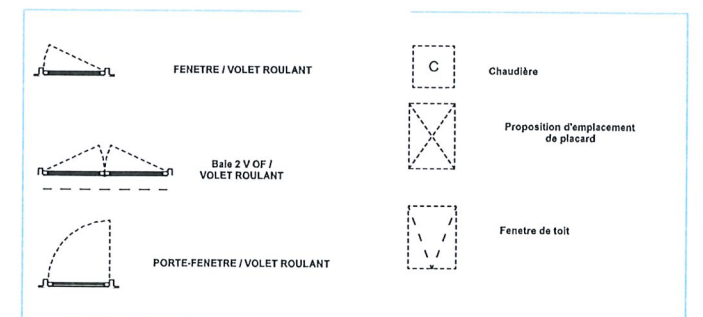 FENETRE / VOLET ROULANT
Baie 2 V OF /
VOLET ROULANT
PORTE-FENETRE / VOLET ROULANT
C
Chaudière
Proposition d'emplacement
de placard
Fenetre de toit